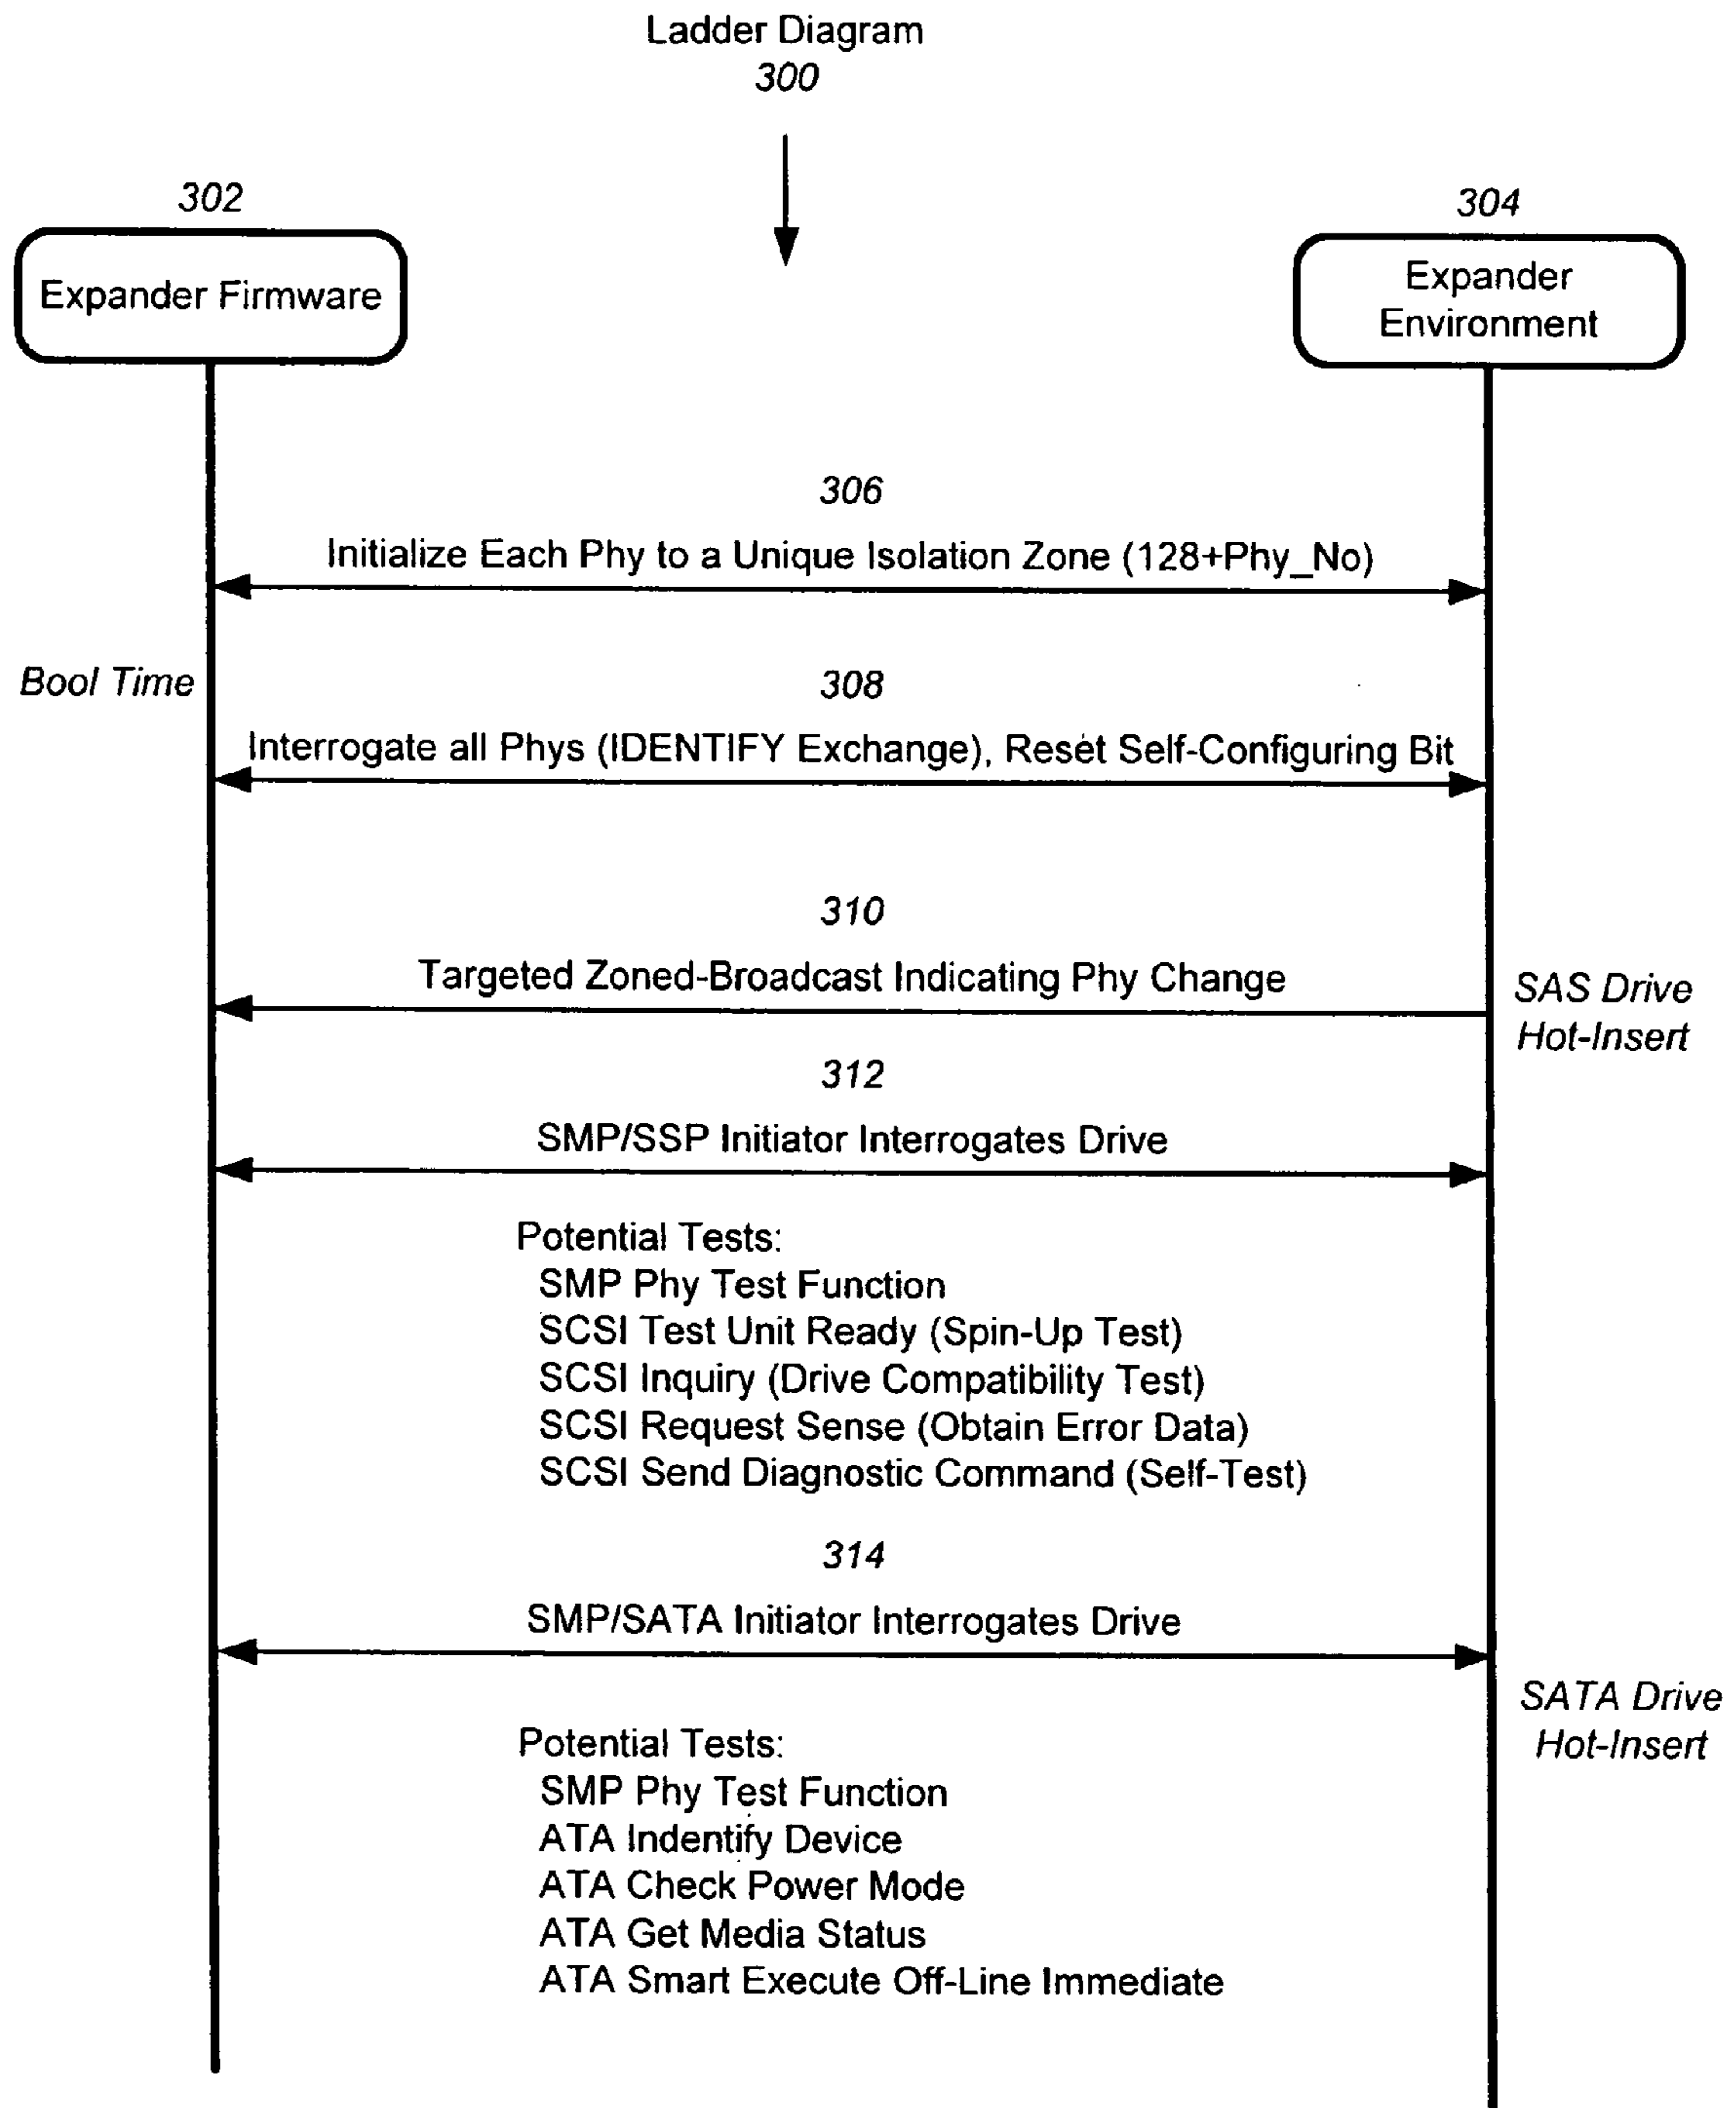 Ladder Diagram
300
302
304
Expander Firmware
Expander
Environment
306
Initialize Each Phy to a Unique Isolation Zone (128+Phy_No)
Bool Time
308
Interrogate all Phys (IDENTIFY Exchange), Reset Self-Configuring Bit
310
Targeted Zoned-Broadcast Indicating Phy Change
SAS Drive
Hot-Insert
312
SMP/SSP Initiator Interrogates Drive
Potential Tests:
SMP Phy Test Function
SCSI Test Unit Ready (Spin-Up Test)
SCSI Inquiry (Drive Compatibility Test)
SCSI Request Sense (Obtain Error Data)
SCSI Send Diagnostic Command (Self-Test)
314
SMP/SATA Initiator Interrogates Drive
SATA Drive
Hot-Insert
Potential Tests:
SMP Phy Test Function
ATA Indentify Device
ATA Check Power Mode
ATA Get Media Status
ATA Smart Execute Off-Line Immediate